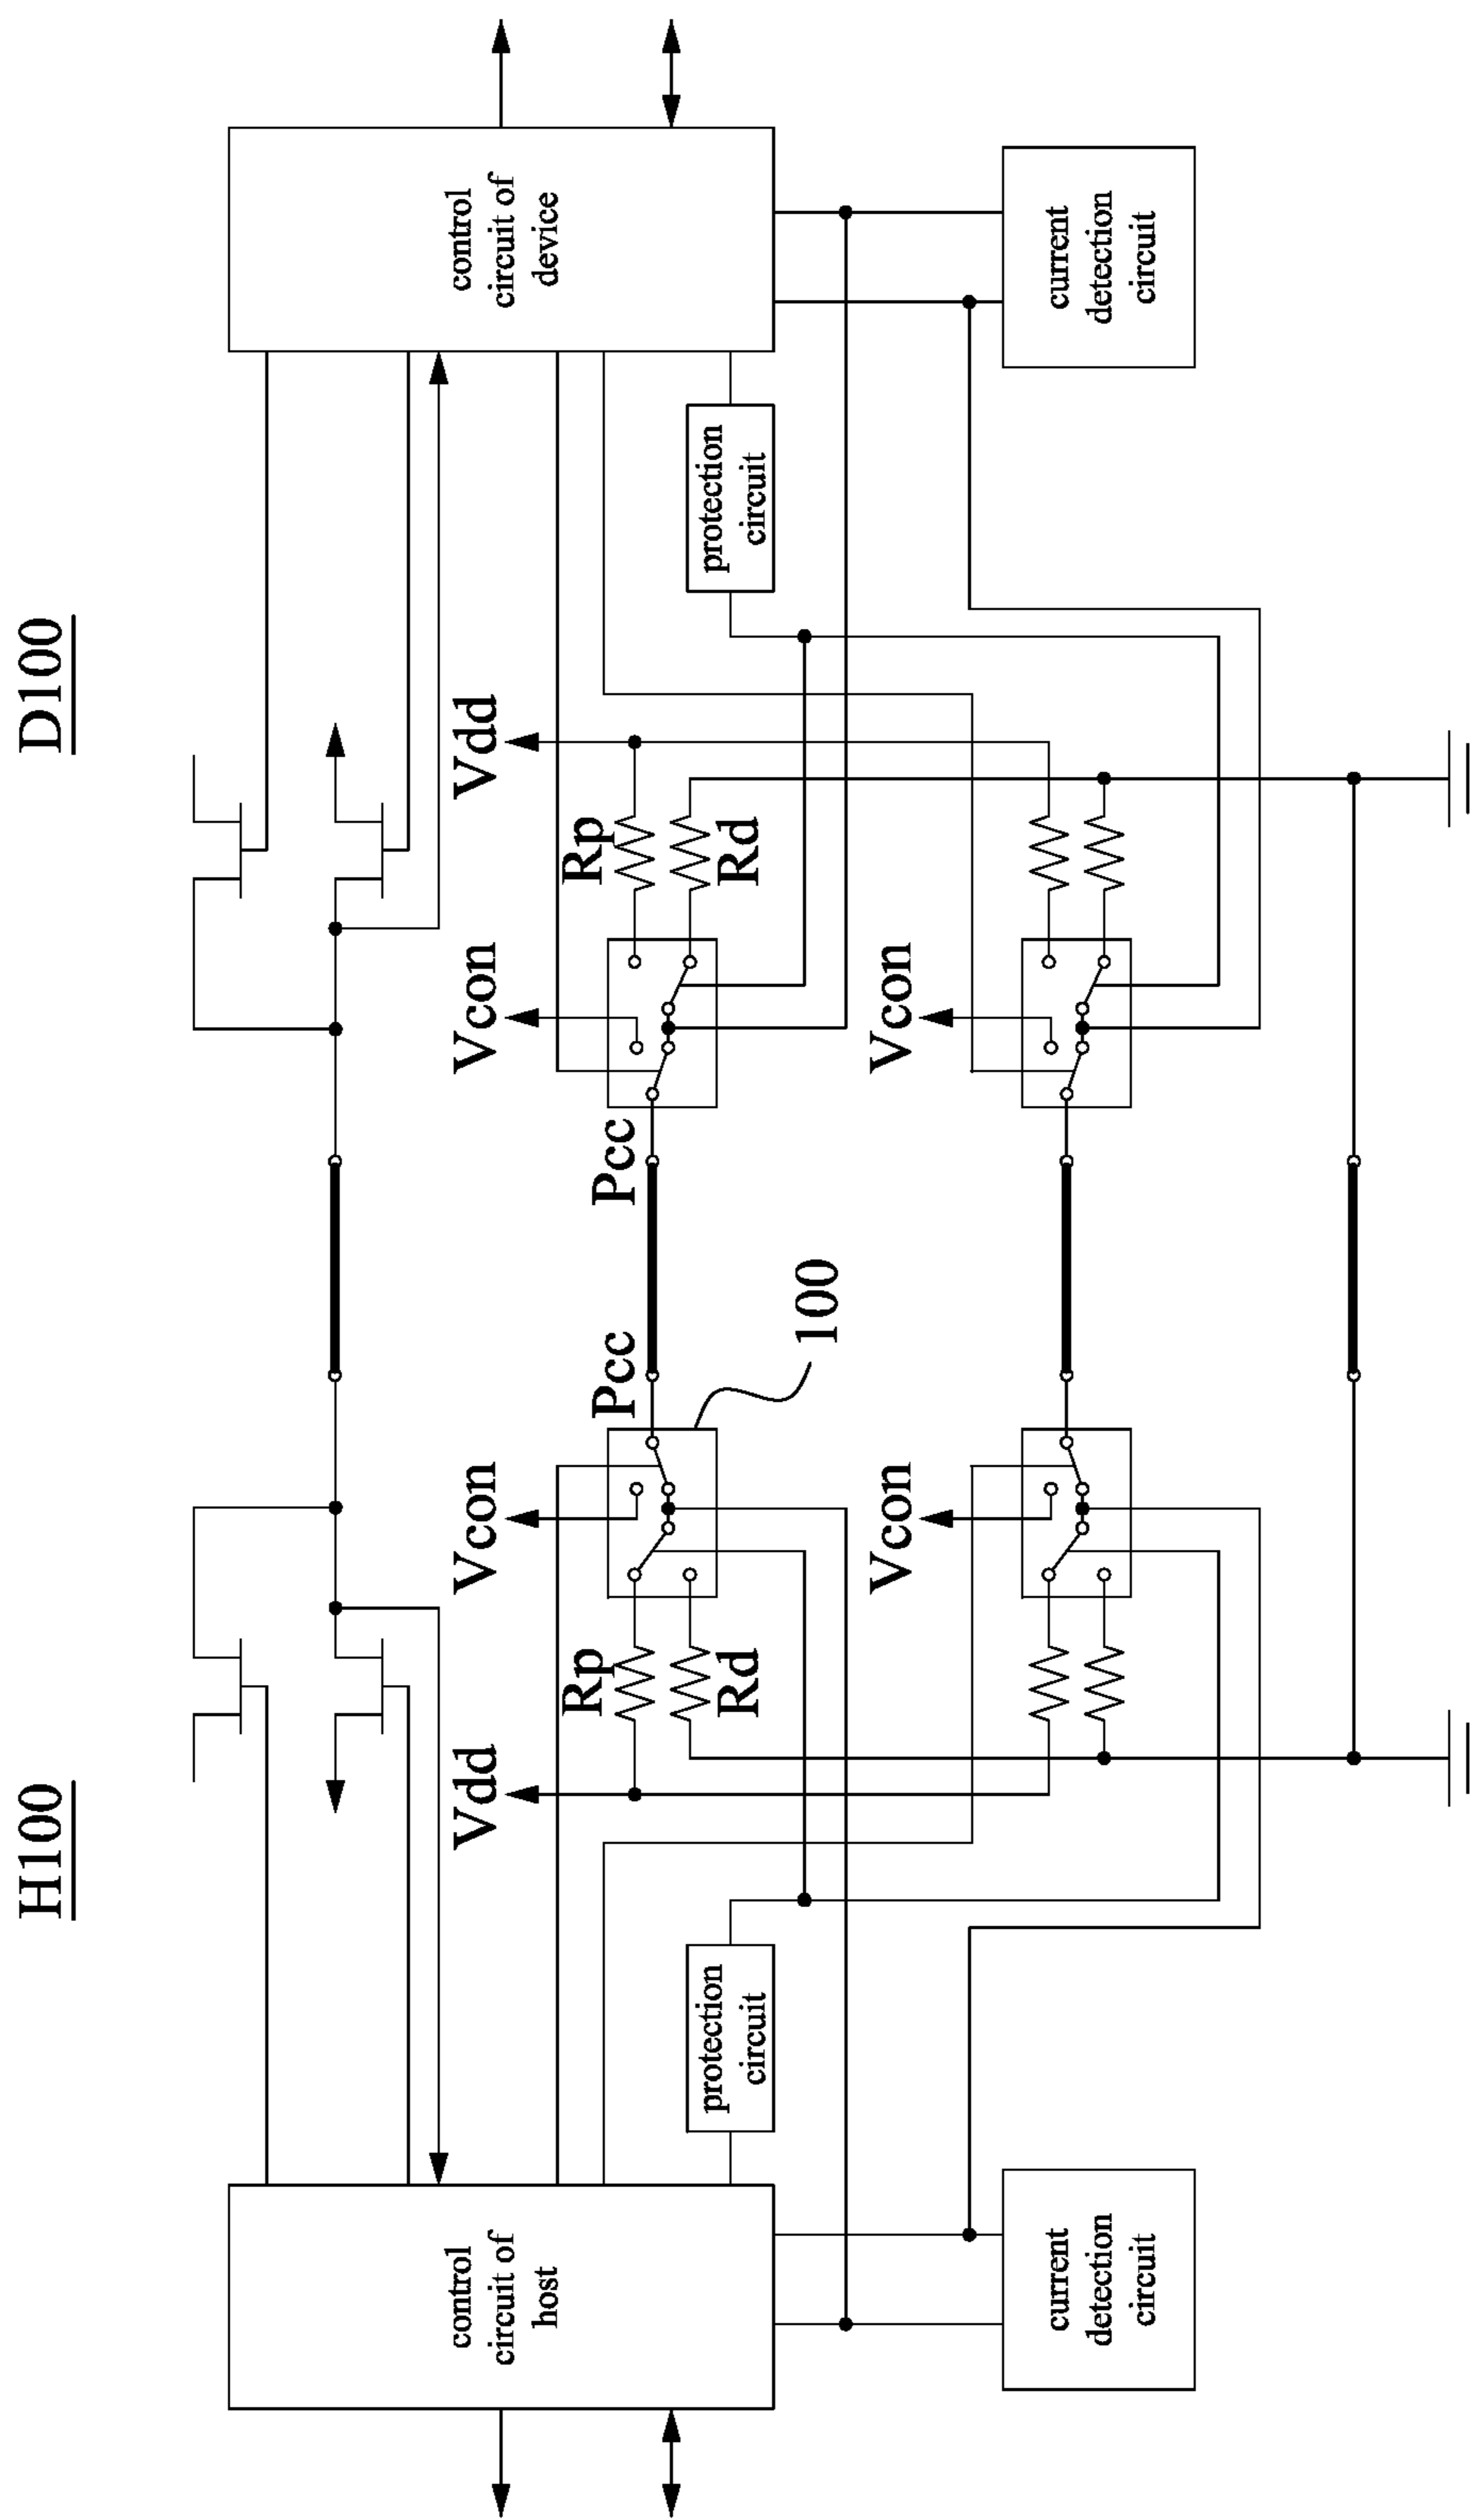 H100
D100
control
circuit of
host
control
circuit of
device
Vdd
Vcon
Vcon
Vdd
Rp
Pcc
Pcc
Rp
Rd
Rd
protection
circuit
protection
circuit
100
Vcon
Vcon
current
detection
circuit
current
detection
circuit